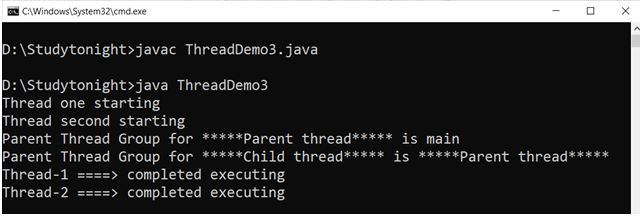 C:\Windows\System32\cmd.exe
D:\Studytonight>javac ThreadDemo3.java
D:\Studytonight>java ThreadDemo3
Thread one starting
Thread second starting
Parent Thread Group for *****Parent thread***** is main
Parent Thread Group for *****Child thread***** is *****Parent thread*****
Thread-1 ====> completed executing
Thread-2 ====> completed executing